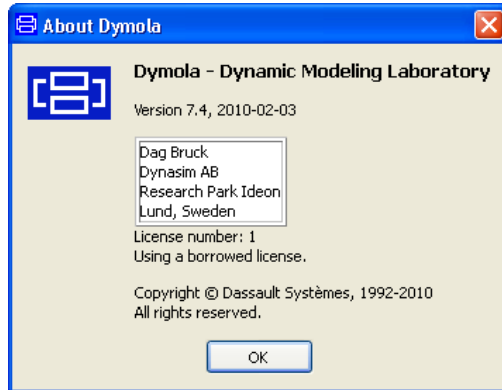 About Dymola
Dymola - Dynamic Modeling Laboratory
Version 7.4, 2010-02-03
Dag Bruck
Dynasim AB
Research Park Ideon
Lund, Sweden
License number: 1
Using a borrowed license.
Copyright © Dassault Systèmes, 1992-2010
All rights reserved.
OK